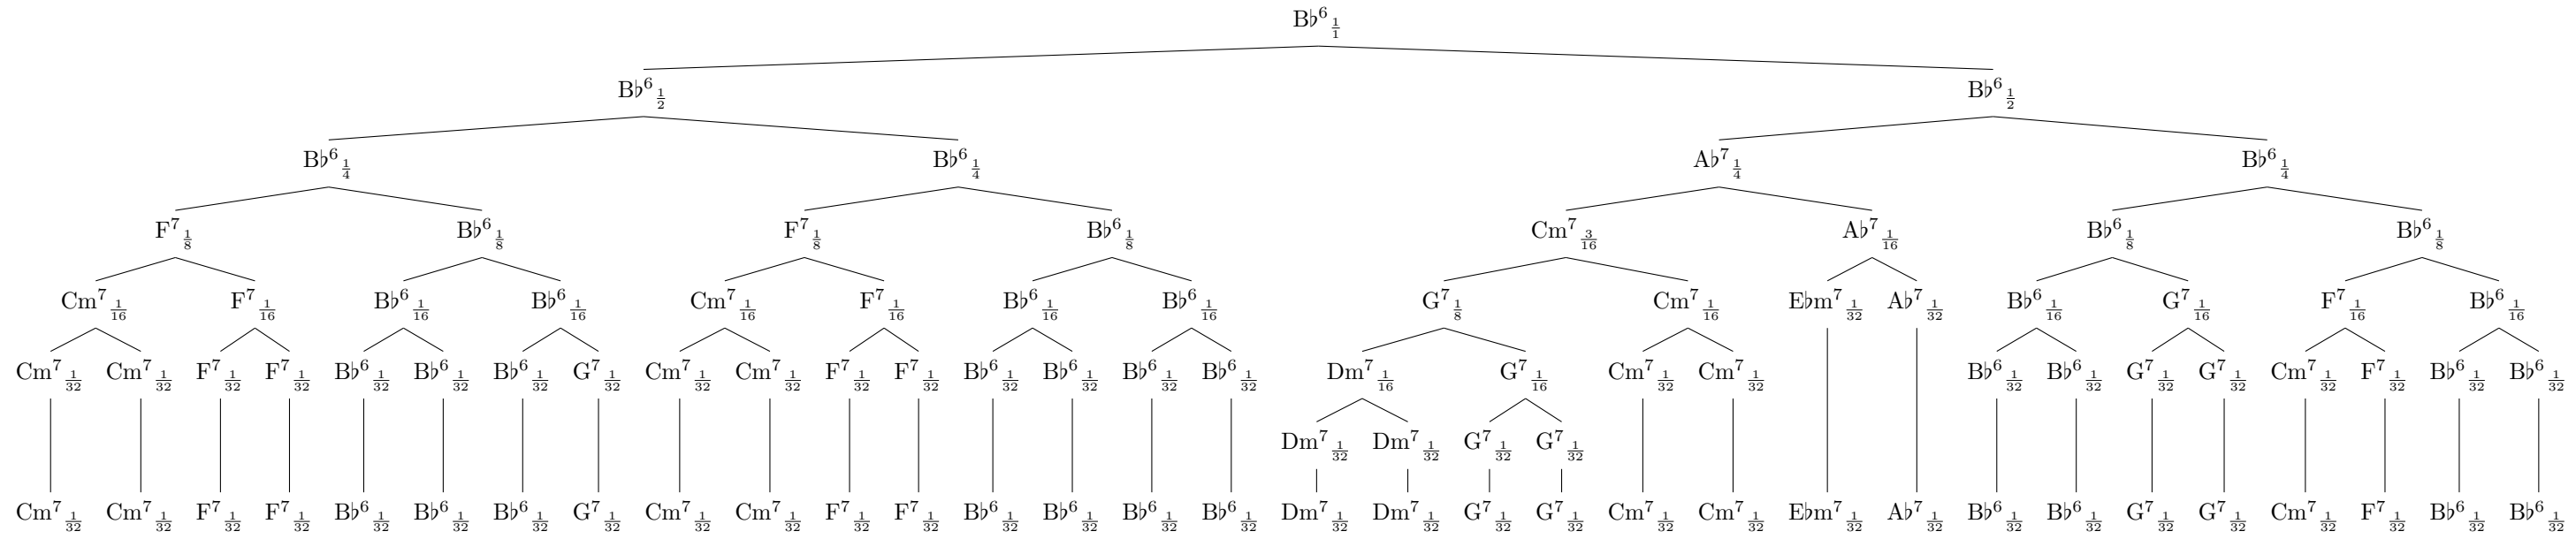 B♭⁶ 1/1
B♭⁶ 1/2 B♭⁶ 1/2
B♭⁶ 1/4 B♭⁶ 1/4 A♭⁷ 1/4 B♭⁶ 1/4
F⁷ 1/8 B♭⁶ 1/8 F⁷ 1/8 B♭⁶ 1/8 Cm⁷ 3/16 A♭⁷ 1/16 B♭⁶ 1/8 B♭⁶ 1/8
Cm⁷ 1/16 F⁷ 1/16 B♭⁶ 1/16 B♭⁶ 1/16 Cm⁷ 1/16 F⁷ 1/16 B♭⁶ 1/16 B♭⁶ 1/16 G⁷ 1/8 Cm⁷ 1/16 E♭m⁷ 1/32 A♭⁷ 1/32 B♭⁶ 1/16 G⁷ 1/16 F⁷ 1/16 B♭⁶ 1/16
Cm⁷ 1/32 Cm⁷ 1/32 F⁷ 1/32 F⁷ 1/32 B♭⁶ 1/32 B♭⁶ 1/32 B♭⁶ 1/32 G⁷ 1/32 Cm⁷ 1/32 Cm⁷ 1/32 F⁷ 1/32 F⁷ 1/32 B♭⁶ 1/32 B♭⁶ 1/32 B♭⁶ 1/32 B♭⁶ 1/32 Dm⁷ 1/16 G⁷ 1/16 Cm⁷ 1/32 Cm⁷ 1/32 B♭⁶ 1/32 B♭⁶ 1/32 G⁷ 1/32 G⁷ 1/32 Cm⁷ 1/32 F⁷ 1/32 B♭⁶ 1/32 B♭⁶ 1/32
Dm⁷ 1/32 Dm⁷ 1/32 G⁷ 1/32 G⁷ 1/32
Cm⁷ 1/32 Cm⁷ 1/32 F⁷ 1/32 F⁷ 1/32 B♭⁶ 1/32 B♭⁶ 1/32 B♭⁶ 1/32 G⁷ 1/32 Cm⁷ 1/32 Cm⁷ 1/32 F⁷ 1/32 F⁷ 1/32 B♭⁶ 1/32 B♭⁶ 1/32 B♭⁶ 1/32 B♭⁶ 1/32 Dm⁷ 1/32 Dm⁷ 1/32 G⁷ 1/32 G⁷ 1/32 Cm⁷ 1/32 Cm⁷ 1/32 E♭m⁷ 1/32 A♭⁷ 1/32 B♭⁶ 1/32 B♭⁶ 1/32 G⁷ 1/32 G⁷ 1/32 Cm⁷ 1/32 F⁷ 1/32 B♭⁶ 1/32 B♭⁶ 1/32